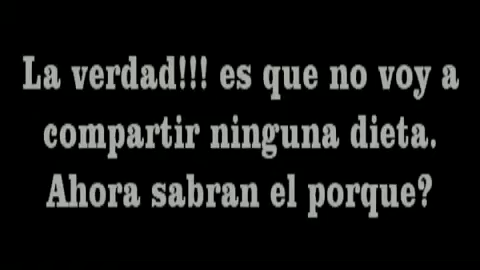 La verdad!!! es que no voy a
compartir ninguna dieta.
Ahora sabran el porque?